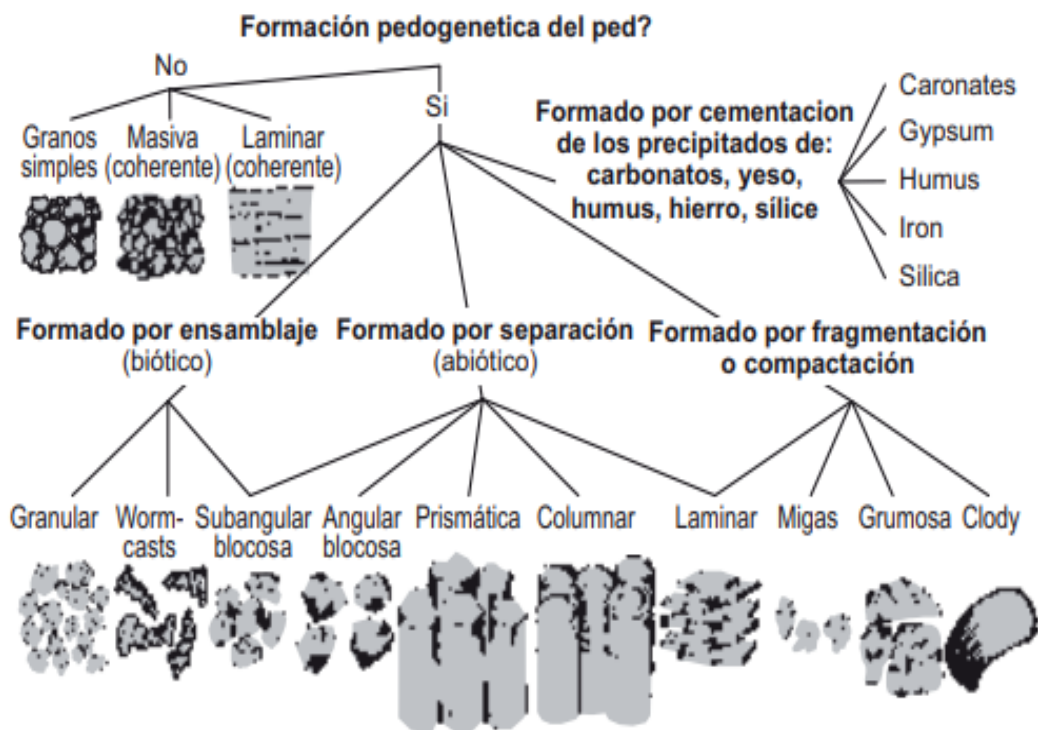 Formación pedogenetica del ped?
No
Si
Granos
simples
Masiva
(coherente)
Laminar
(coherente)
Formado por cementacion
de los precipitados de:
carbonatos, yeso,
humus, hierro, sílice
Caronates
Gypsum
Humus
Iron
Silica
Formado por ensamblaje
(biótico)
Formado por separación
(abiótico)
Formado por fragmentación
o compactación
Granular
Worm-
casts
Subangular
blocosa
Angular
blocosa
Prismática
Columnar
Laminar
Migas
Grumosa
Clody